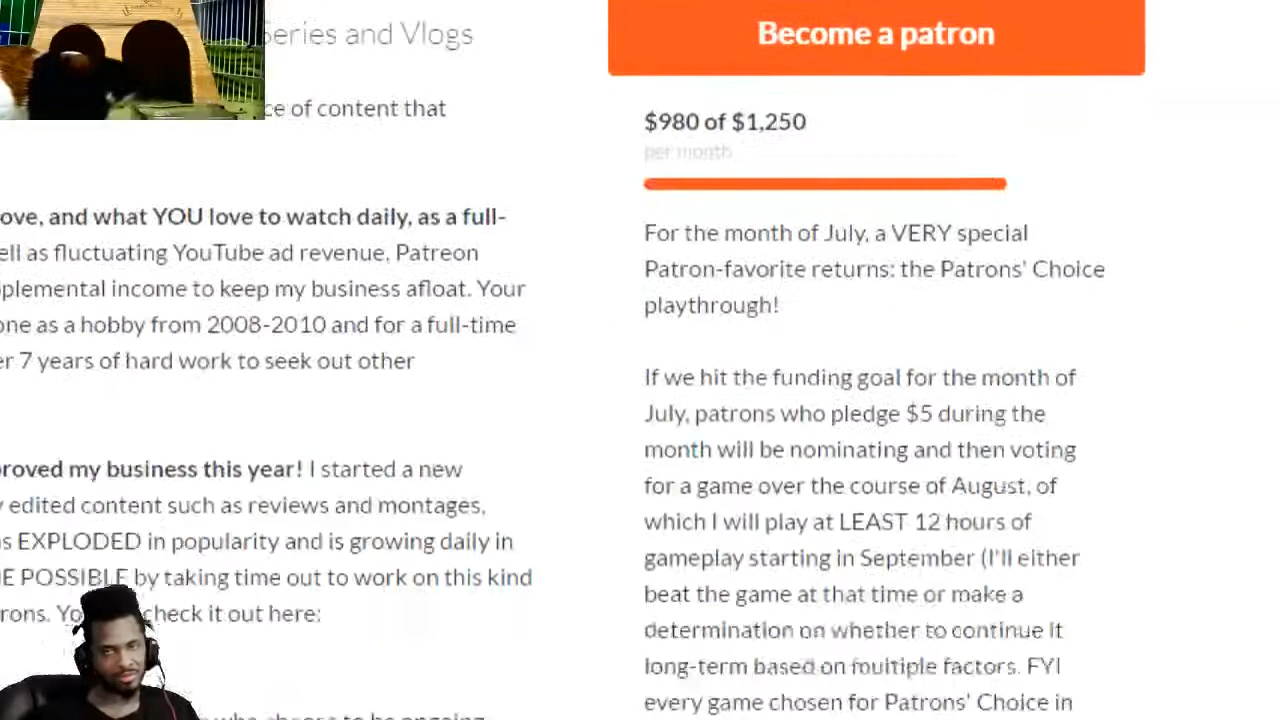 Series and Vlogs
ce of content that
ove, and what YOU love to watch daily, as a full-
ell as fluctuating YouTube ad revenue, Patreon
plemental income to keep my business afloat. Your
one as a hobby from 2008-2010 and for a full-time
er 7 years of hard work to seek out other
proved my business this year! I started a new
y edited content such as reviews and montages,
s EXPLODED in popularity and is growing daily in
E POSSIBLE by taking time out to work on this kind
rons. Yo check it out here:
who choose to be ongoing
Become a patron
$980 of $1,250
per month
For the month of July, a VERY special
Patron-favorite returns: the Patrons' Choice
playthrough!
If we hit the funding goal for the month of
July, patrons who pledge $5 during the
month will be nominating and then voting
for a game over the course of August, of
which I will play at LEAST 12 hours of
gameplay starting in September (I'll either
beat the game at that time or make a
determination on whether to continue it
long-term based on multiple factors. FYI
every game chosen for Patrons' Choice in